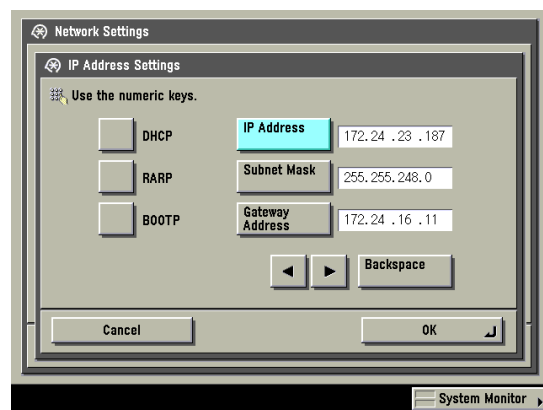 Network Settings
IP Address Settings
Use the numeric keys.
DHCP
IP Address
172.24 .23 .187
RARP
Subnet Mask
255.255.248.0
BOOTP
Gateway
Address
172.24 .16 .11
Backspace
Cancel
OK
System Monitor